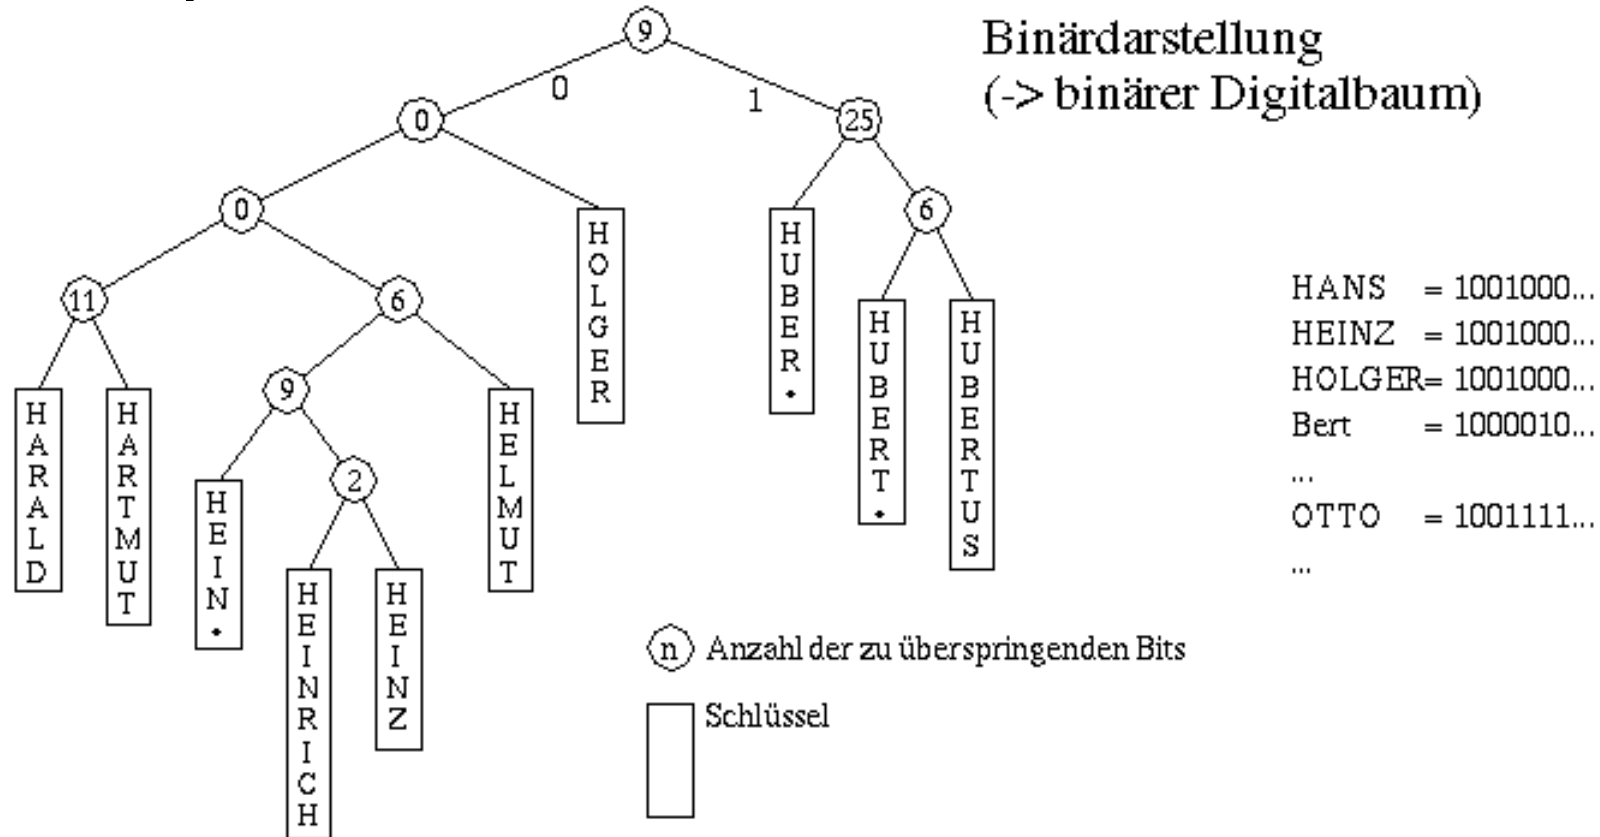 Binärdarstellung
(-> binärer Digitalbaum)
9
0
1
0
25
0
6
11
6
9
2
HARALD
HARTMUT
HEIN•
HEINRICH
HEINZ
HELMUT
HOLGER
HUBER•
HUBERT•
HUBERTUS
HANS = 1001000...
HEINZ = 1001000...
HOLGER= 1001000...
Bert = 1000010...
...
OTTO = 1001111...
...
n Anzahl der zu überspringenden Bits
Schlüssel